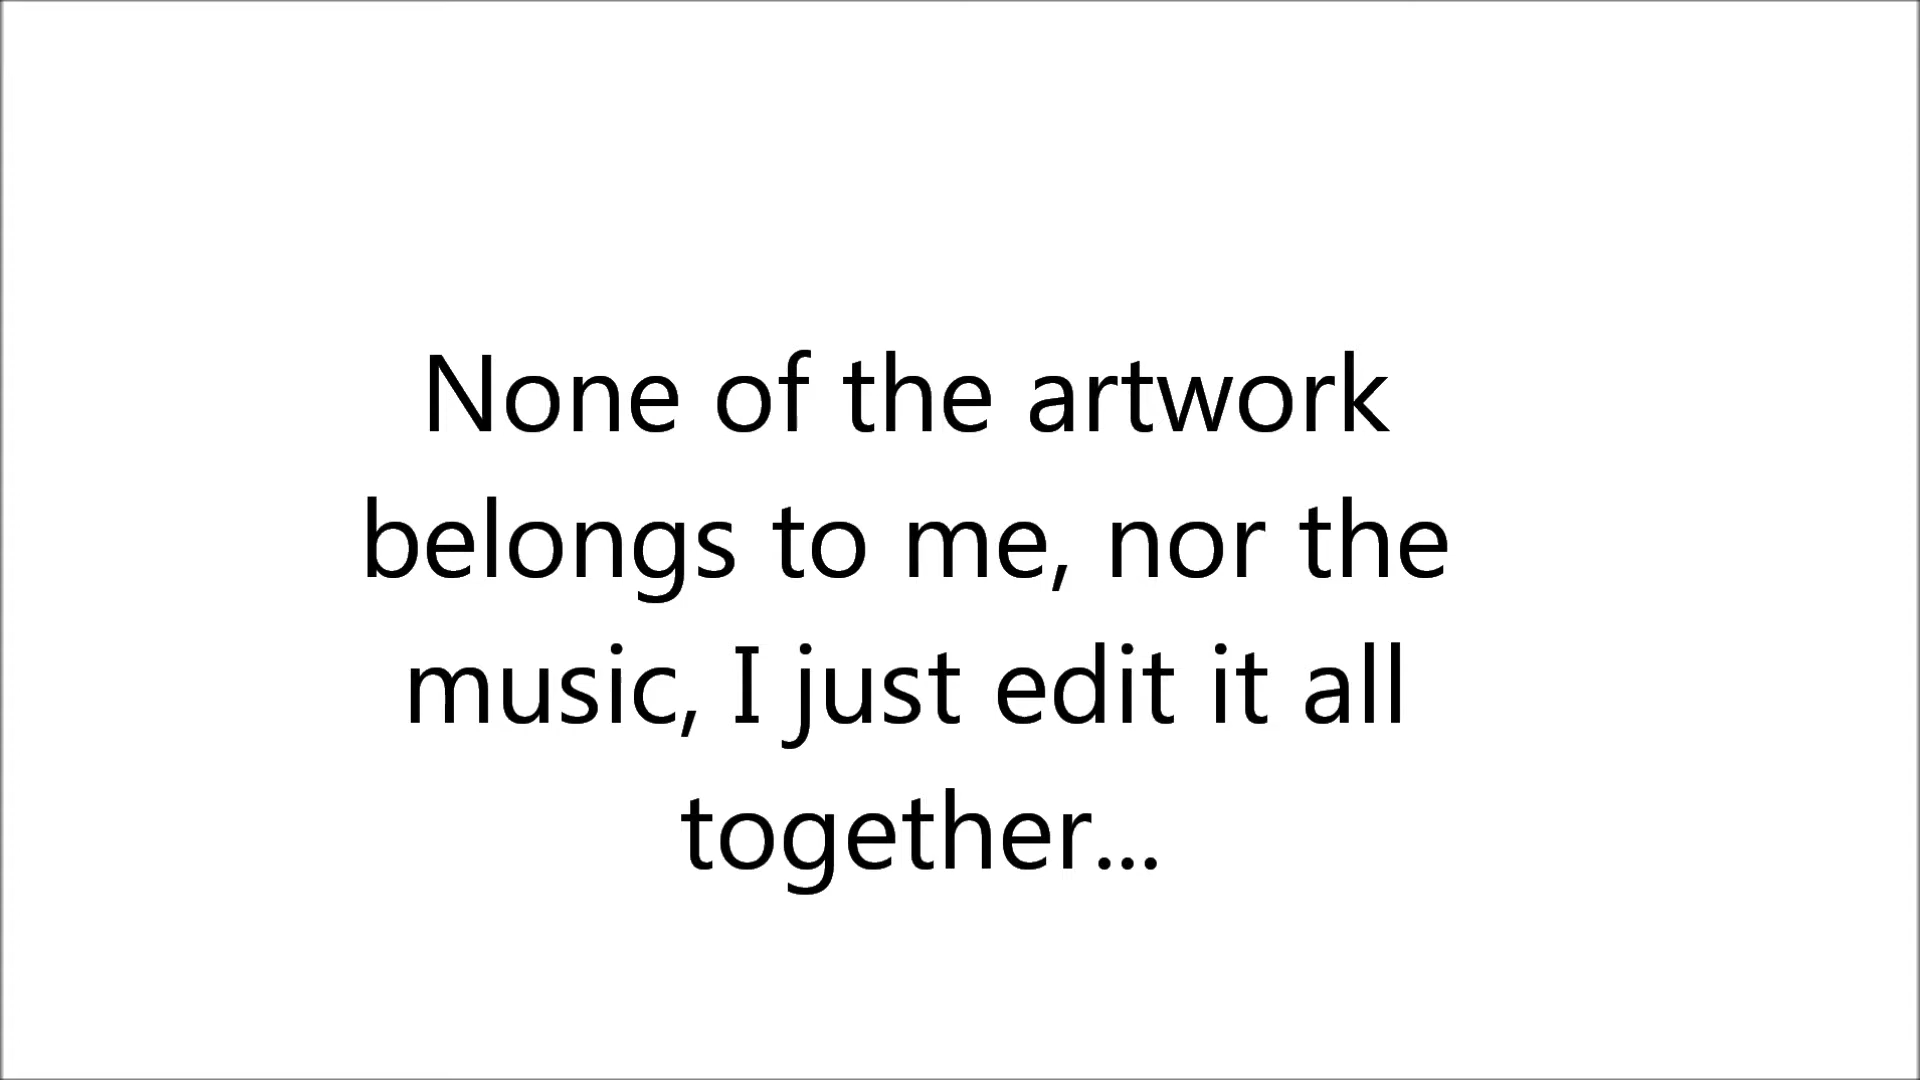 None of the artwork
belongs to me, nor the
music, I just edit it all
together...